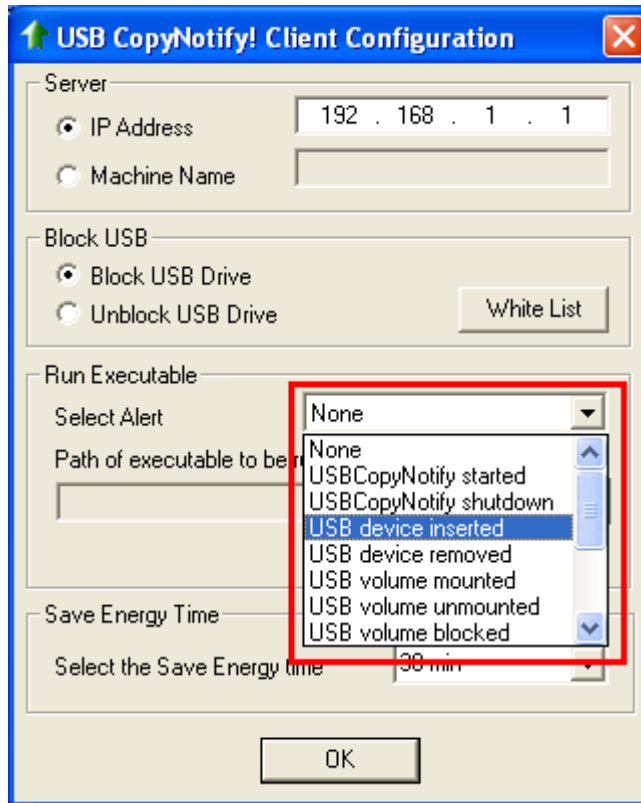 USB CopyNotify! Client Configuration
Server
IP Address
192 . 168 . 1 . 1
Machine Name
Block USB
Block USB Drive
Unblock USB Drive
White List
Run Executable
Select Alert
None
None
Path of executable to be
USBCopyNotify started
USBCopyNotify shutdown
USB device inserted
USB device removed
USB volume mounted
USB volume unmounted
USB volume blocked
Save Energy Time
Select the Save Energy time
30 min
OK